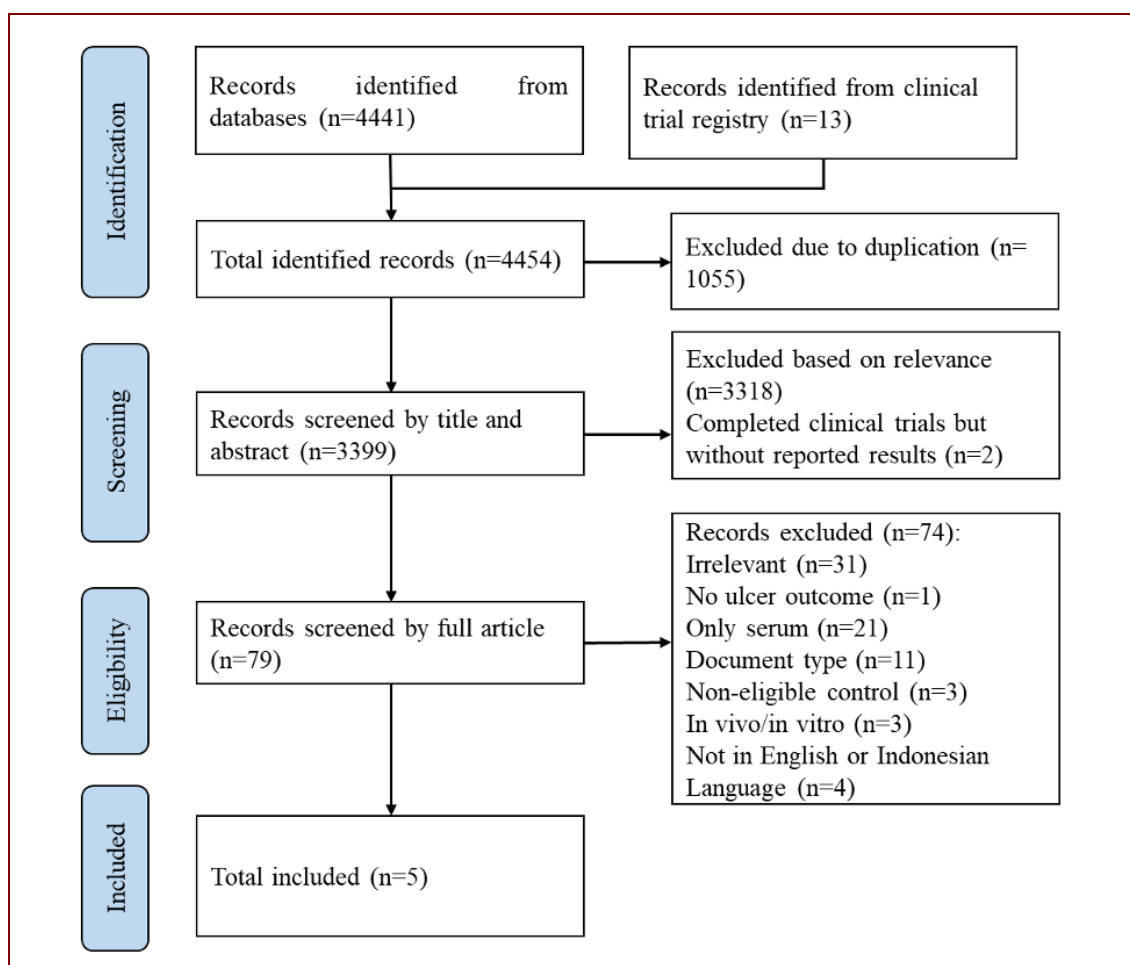 Identification
Records identified from
databases (n=4441)
Records identified from clinical
trial registry (n=13)
Total identified records (n=4454)
Excluded due to duplication (n=
1055)
Screening
Records screened by title and
abstract (n=3399)
Excluded based on relevance
(n=3318)
Completed clinical trials but
without reported results (n=2)
Eligibility
Records screened by full article
(n=79)
Records excluded (n=74):
Irrelevant (n=31)
No ulcer outcome (n=1)
Only serum (n=21)
Document type (n=11)
Non-eligible control (n=3)
In vivo/in vitro (n=3)
Not in English or Indonesian
Language (n=4)
Included
Total included (n=5)